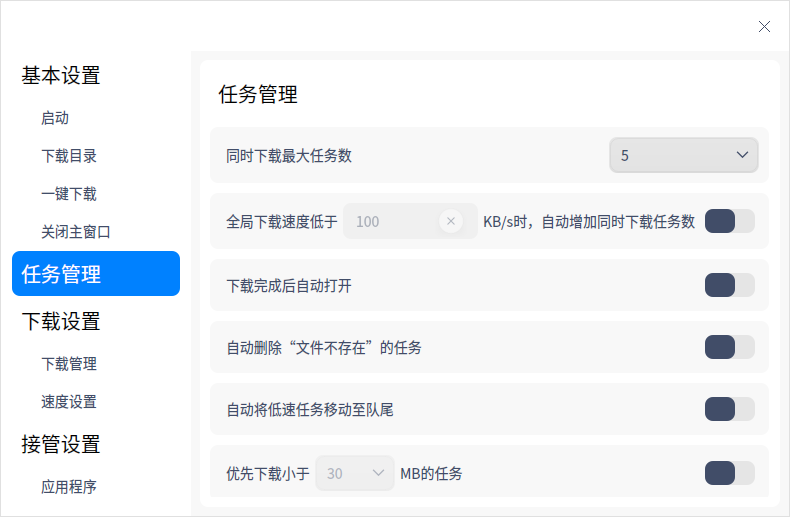 基本设置
启动
下载目录
一键下载
关闭主窗口
任务管理
下载设置
下载管理
速度设置
接管设置
应用程序
任务管理
同时下载最大任务数 5
全局下载速度低于 100 KB/s时，自动增加同时下载任务数
下载完成后自动打开
自动删除“文件不存在”的任务
自动将低速任务移动至队尾
优先下载小于 30 MB的任务